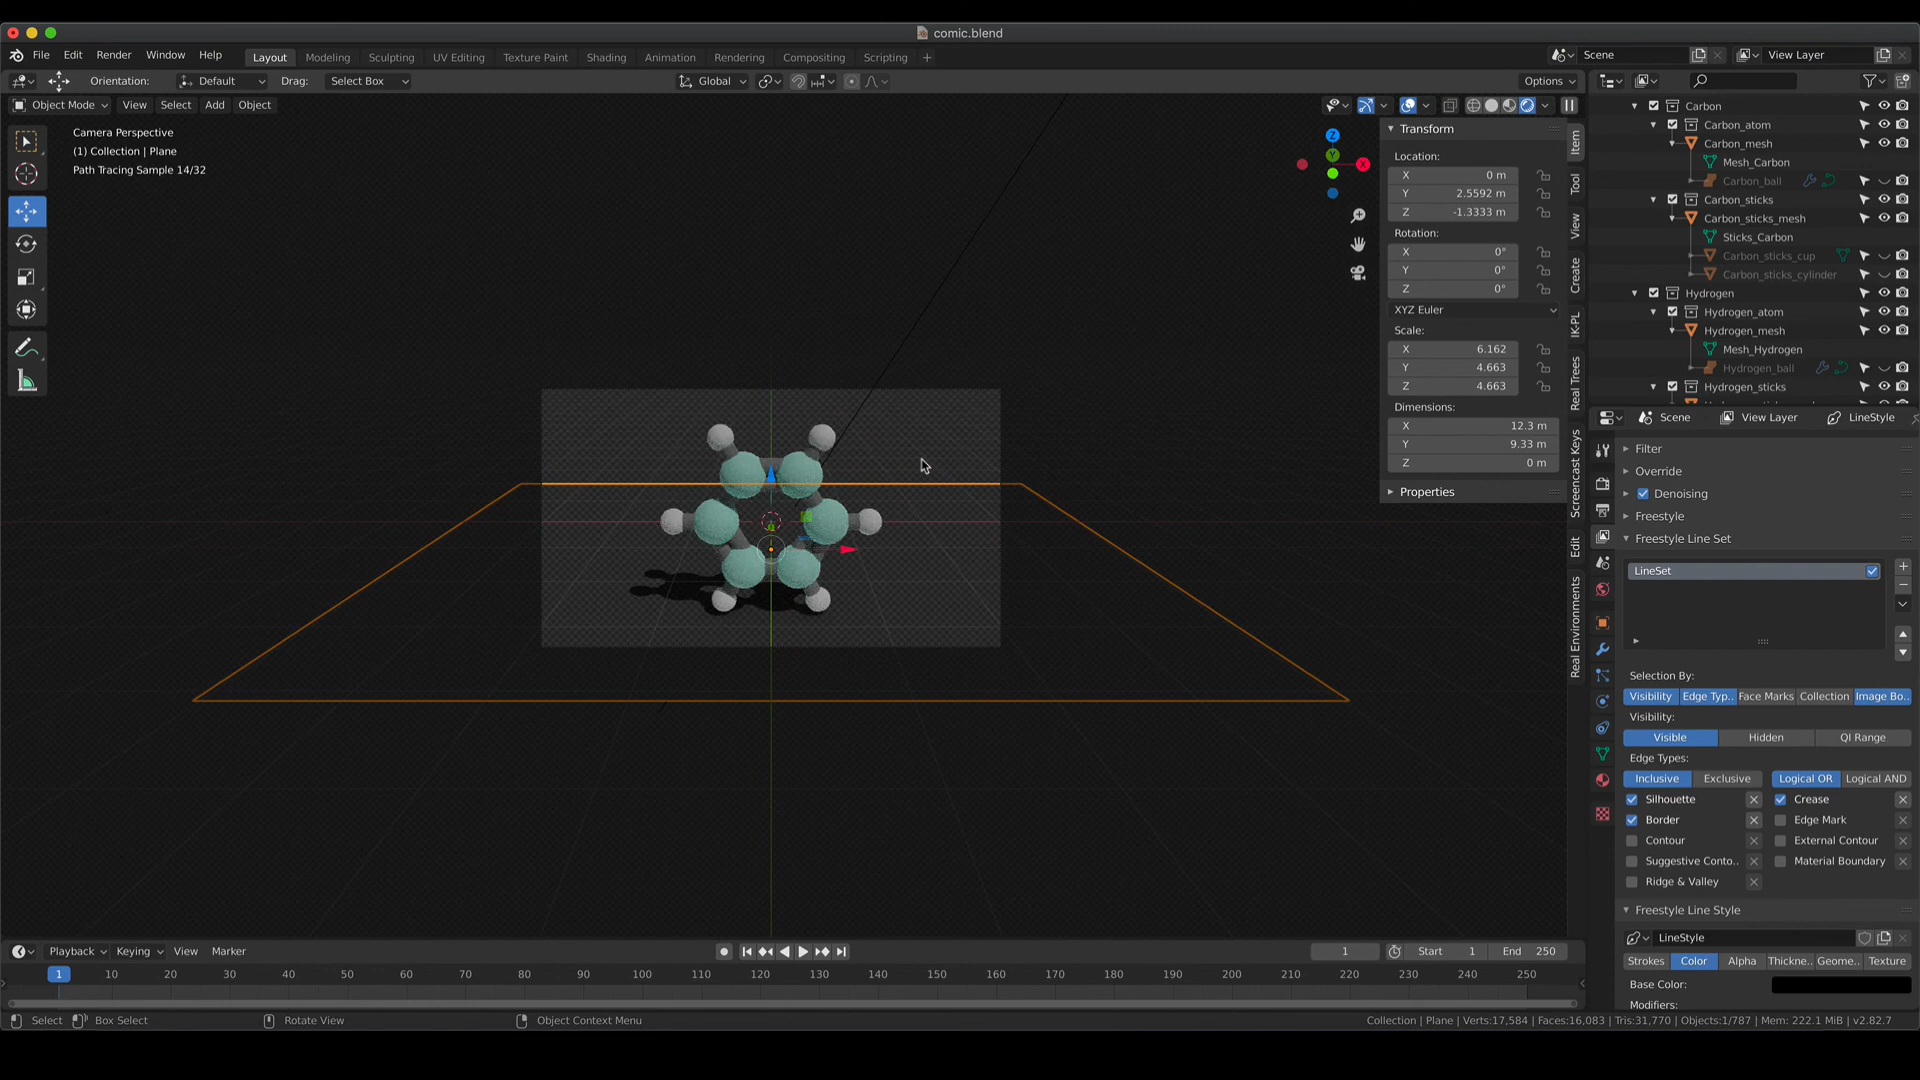 comic.blend
File Edit Render Window Help
Layout Modeling Sculpting UV Editing Texture Paint Shading Rendering Animation Rendering Compositing Scripting +
Scene View Layer
Orientation: Default Drag: Select Box Global Options
Object Mode View Select Add Object
Camera Perspective
(1) Collection | Plane
Path Tracing Sample 14/32
Z
Y
X
Transform
Location:
X 0 m
Y 2.5592 m
Z -1.3333 m
Rotation:
X 0°
Y 0°
Z 0°
XYZ Euler
Scale:
X 6.162
Y 4.663
Z 4.663
Dimensions:
X 12.3 m
Y 9.33 m
Z 0 m
Properties
Item
Tool
View
Create
IK-PL
Real Trees
Screencast Keys
Edit
Real Environments
Carbon
Carbon_atom
Carbon_mesh
Mesh_Carbon
Carbon_ball
Carbon_sticks
Carbon_sticks_mesh
Sticks_Carbon
Carbon_sticks_cup
Carbon_sticks_cylinder
Hydrogen
Hydrogen_atom
Hydrogen_mesh
Mesh_Hydrogen
Hydrogen_ball
Hydrogen_sticks
Scene View Layer LineStyle
Filter
Override
Denoising
Freestyle
Freestyle Line Set
LineSet
Selection By:
Visibility Edge Typ.. Face Marks Collection Image Bo..
Visibility:
Visible Hidden QI Range
Edge Types:
Inclusive Exclusive Logical OR Logical AND
Silhouette Crease
Border Edge Mark
Contour External Contour
Suggestive Conto.. Material Boundary
Ridge & Valley
Freestyle Line Style
LineStyle
Strokes Color Alpha Thickne.. Geome.. Texture
Base Color:
Modifiers:
Playback Keying View Marker 1 Start 1 End 250
1 10 20 30 40 50 60 70 80 90 100 110 120 130 140 150 160 170 180 190 200 210 220 230 240 250
Select Box Select Rotate View Object Context Menu Collection | Plane | Verts:17,584 | Faces:16,083 | Tris:31,770 | Objects:1/787 | Mem: 222.1 MiB | v2.82.7